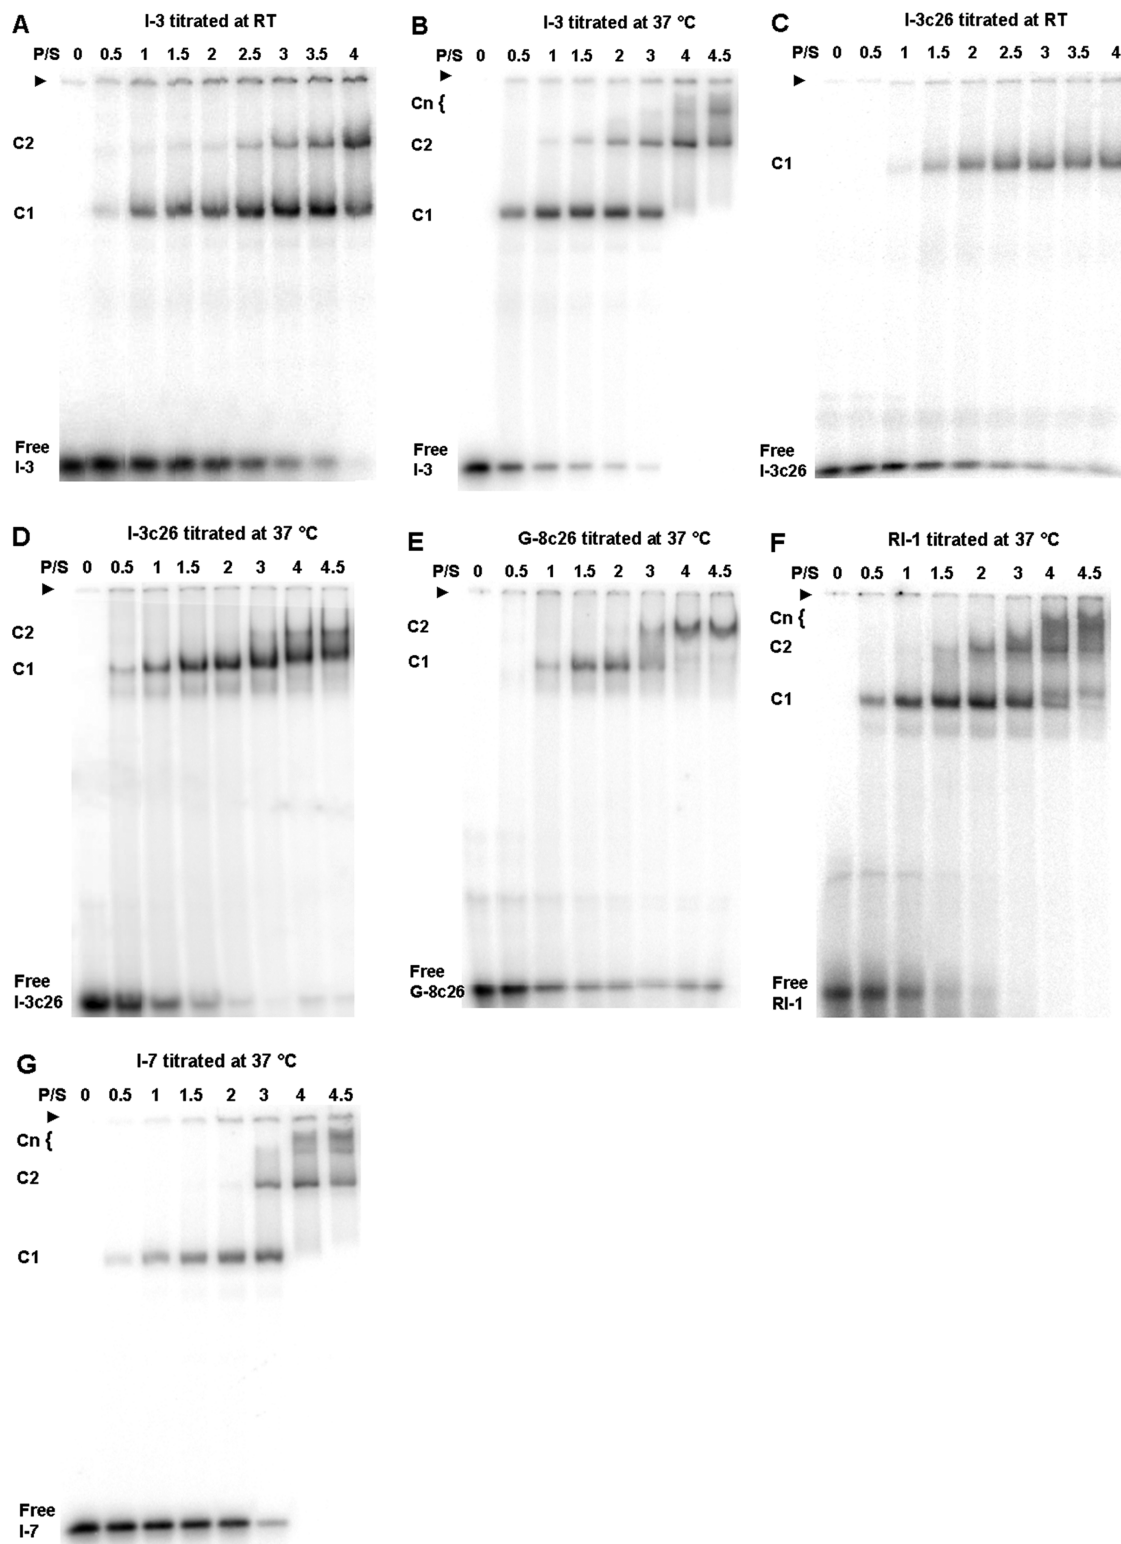 A
I-3 titrated at RT
P/S 0 0.5 1 1.5 2 2.5 3 3.5 4
C2
C1
Free
I-3
B
I-3 titrated at 37 °C
P/S 0 0.5 1 1.5 2 3 4 4.5
Cn {
C2
C1
Free
I-3
C
I-3c26 titrated at RT
P/S 0 0.5 1 1.5 2 2.5 3 3.5 4
C1
Free
I-3c26
D
I-3c26 titrated at 37 °C
P/S 0 0.5 1 1.5 2 3 4 4.5
C2
C1
Free
I-3c26
E
G-8c26 titrated at 37 °C
P/S 0 0.5 1 1.5 2 3 4 4.5
C2
C1
Free
G-8c26
F
RI-1 titrated at 37 °C
P/S 0 0.5 1 1.5 2 3 4 4.5
Cn {
C2
C1
Free
RI-1
G
I-7 titrated at 37 °C
P/S 0 0.5 1 1.5 2 3 4 4.5
Cn {
C2
C1
Free
I-7